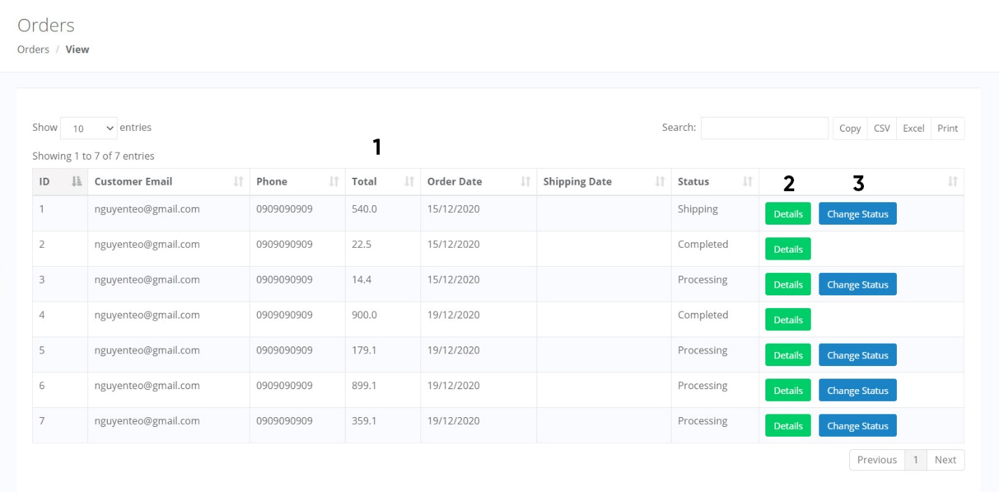 Orders
Orders / View
Show 10 entries Search: Copy CSV Excel Print
1
Showing 1 to 7 of 7 entries
ID Customer Email Phone Total Order Date Shipping Date Status 2 3
1 nguyenteo@gmail.com 0909090909 540.0 15/12/2020 Shipping Details Change Status
2 nguyenteo@gmail.com 0909090909 22.5 15/12/2020 Completed Details
3 nguyenteo@gmail.com 0909090909 14.4 15/12/2020 Processing Details Change Status
4 nguyenteo@gmail.com 0909090909 900.0 19/12/2020 Completed Details
5 nguyenteo@gmail.com 0909090909 179.1 19/12/2020 Processing Details Change Status
6 nguyenteo@gmail.com 0909090909 899.1 19/12/2020 Processing Details Change Status
7 nguyenteo@gmail.com 0909090909 359.1 19/12/2020 Processing Details Change Status
Previous 1 Next